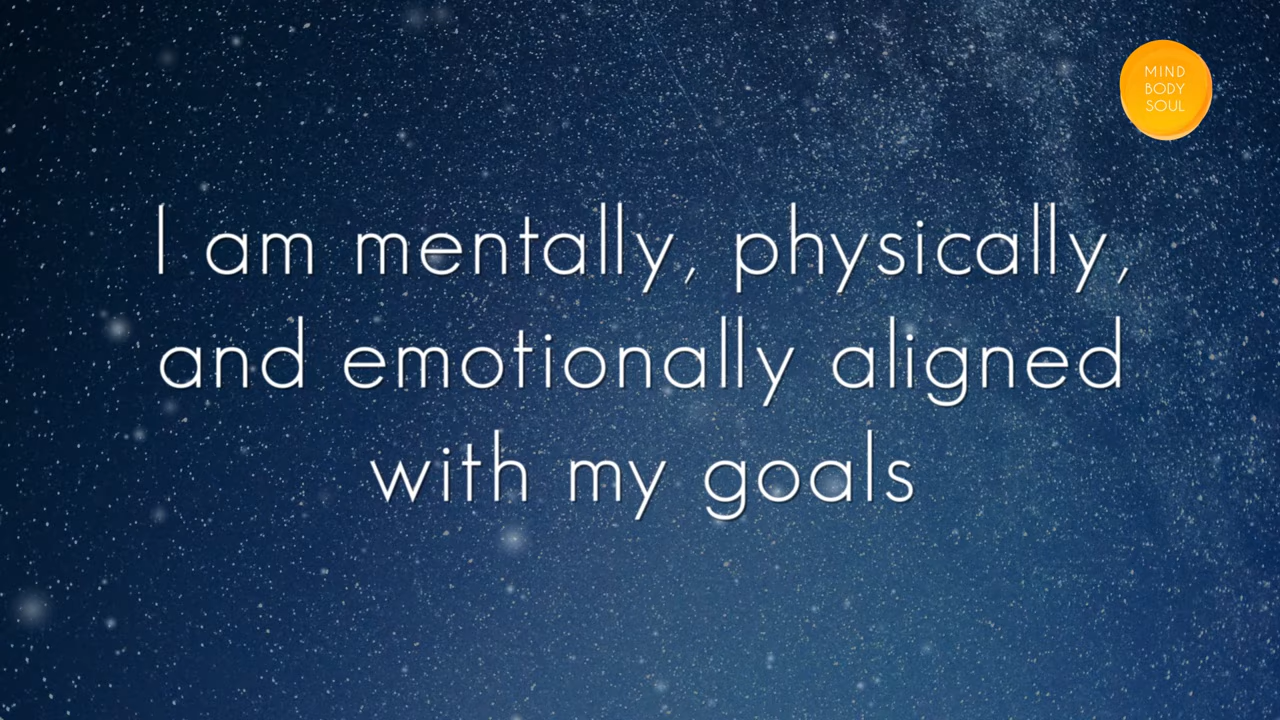 MIND
BODY
SOUL
I am mentally, physically,
and emotionally aligned
with my goals